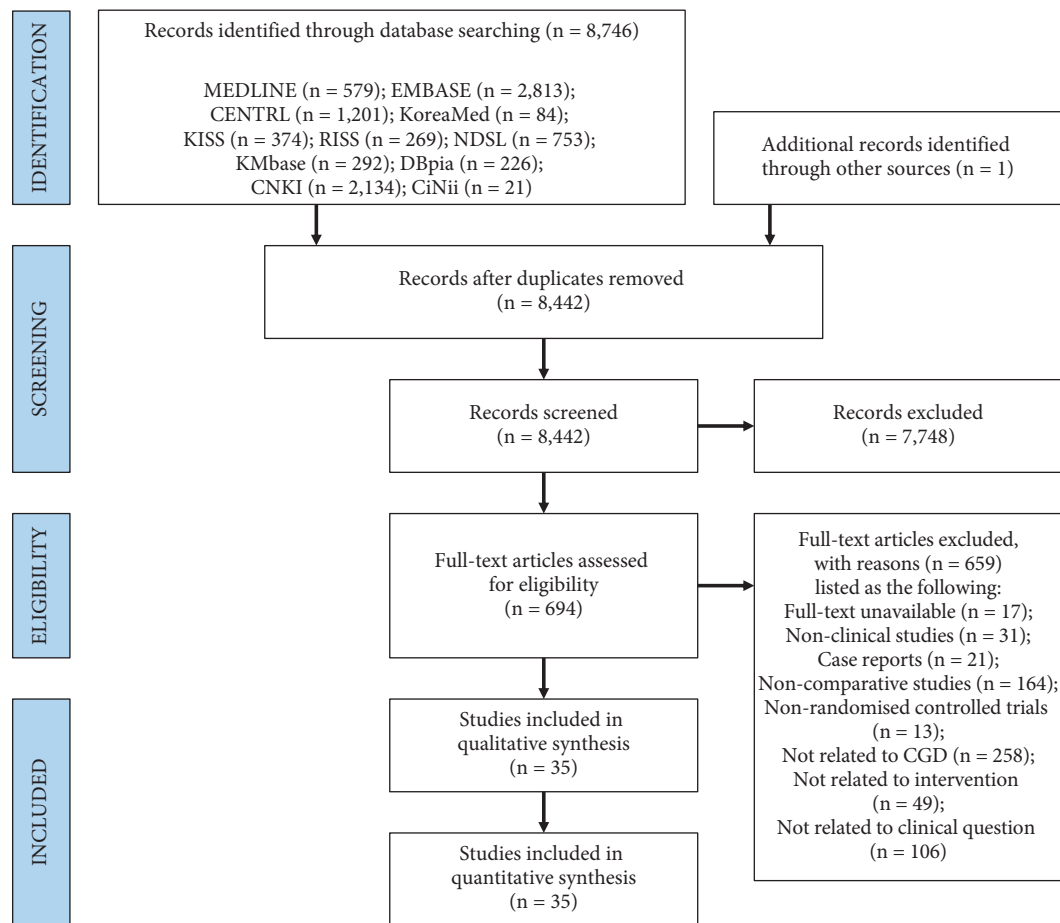 IDENTIFICATION
Records identified through database searching (n = 8,746)
MEDLINE (n = 579); EMBASE (n = 2,813);
CENTRL (n = 1,201); KoreaMed (n = 84);
KISS (n = 374); RISS (n = 269); NDSL (n = 753);
KMbase (n = 292); DBpia (n = 226);
CNKI (n = 2,134); CiNii (n = 21)
Additional records identified
through other sources (n = 1)
SCREENING
Records after duplicates removed
(n = 8,442)
Records screened
(n = 8,442)
Records excluded
(n = 7,748)
ELIGIBILITY
Full-text articles assessed
for eligibility
(n = 694)
Full-text articles excluded,
with reasons (n = 659)
listed as the following:
Full-text unavailable (n = 17);
Non-clinical studies (n = 31);
Case reports (n = 21);
Non-comparative studies (n = 164);
Non-randomised controlled trials
(n = 13);
Not related to CGD (n = 258);
Not related to intervention
(n = 49);
Not related to clinical question
(n = 106)
INCLUDED
Studies included in
qualitative synthesis
(n = 35)
Studies included in
quantitative synthesis
(n = 35)